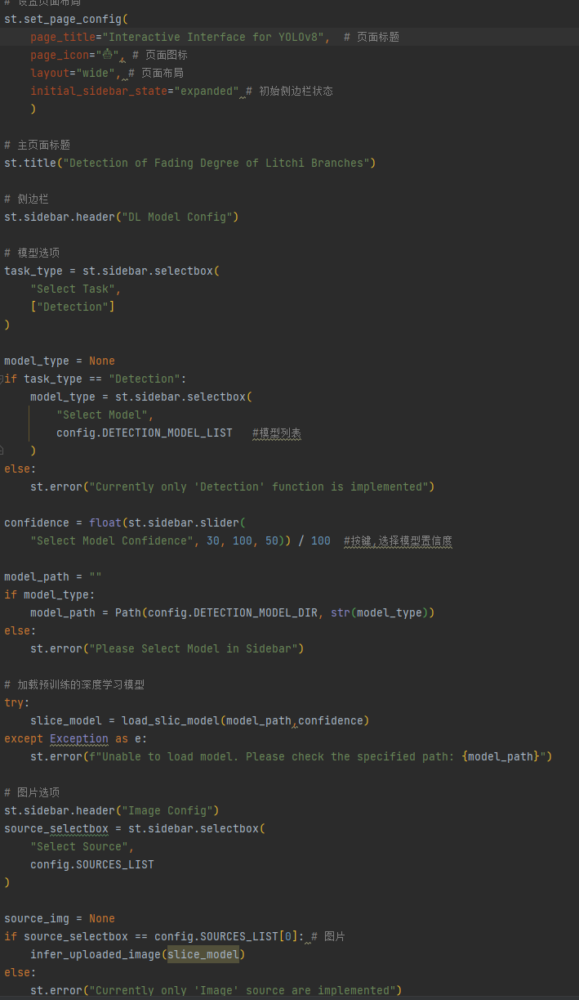 # 设置页面布局
st.set_page_config(
    page_title="Interactive Interface for YOLOv8",  # 页面标题
    page_icon="🤖", # 页面图标
    layout="wide", # 页面布局
    initial_sidebar_state="expanded" # 初始侧边栏状态
    )

# 主页面标题
st.title("Detection of Fading Degree of Litchi Branches")

# 侧边栏
st.sidebar.header("DL Model Config")

# 模型选项
task_type = st.sidebar.selectbox(
    "Select Task",
    ["Detection"]
)

model_type = None
if task_type == "Detection":
    model_type = st.sidebar.selectbox(
        "Select Model",
        config.DETECTION_MODEL_LIST   #模型列表
    )
else:
    st.error("Currently only 'Detection' function is implemented")

confidence = float(st.sidebar.slider(
    "Select Model Confidence", 30, 100, 50)) / 100  #按键,选择模型置信度

model_path = ""
if model_type:
    model_path = Path(config.DETECTION_MODEL_DIR, str(model_type))
else:
    st.error("Please Select Model in Sidebar")

# 加载预训练的深度学习模型
try:
    slice_model = load_slic_model(model_path,confidence)
except Exception as e:
    st.error(f"Unable to load model. Please check the specified path: {model_path}")

# 图片选项
st.sidebar.header("Image Config")
source_selectbox = st.sidebar.selectbox(
    "Select Source",
    config.SOURCES_LIST
)

source_img = None
if source_selectbox == config.SOURCES_LIST[0]: # 图片
    infer_uploaded_image(slice_model)
else:
    st.error("Currently only 'Image' source are implemented")